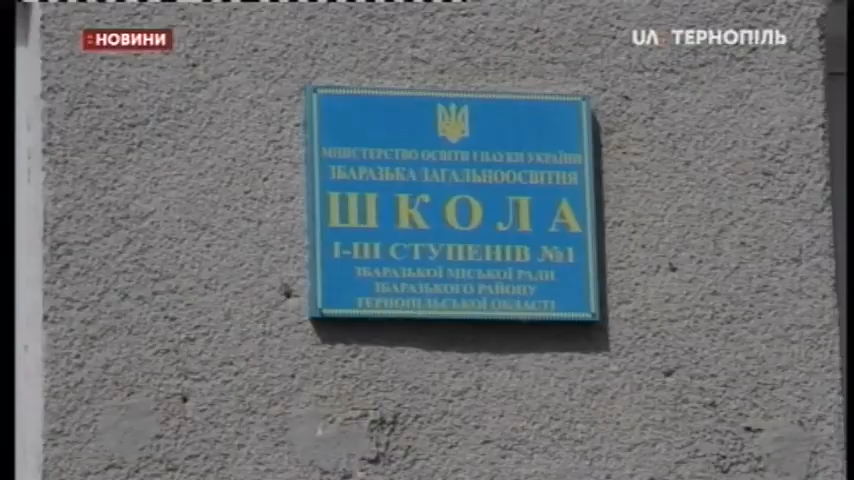 :НОВИНИ
UA: ТЕРНОПІЛЬ
МІНІСТЕРСТВО ОСВІТИ І НАУКИ УКРАЇНИ
ЗБАРАЗЬКА ЗАГАЛЬНООСВІТНЯ
ШКОЛА
І-ІІІ СТУПЕНІВ №1
ЗБАРАЗЬКОЇ МІСЬКОЇ РАДИ
ЗБАРАЗЬКОГО РАЙОНУ
ТЕРНОПІЛЬСЬКОЇ ОБЛАСТІ